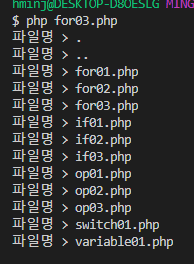 hminj@DESKTOP-D8OESLG MING
$ php for03.php
파일명 > .
파일명 > ..
파일명 > for01.php
파일명 > for02.php
파일명 > for03.php
파일명 > if01.php
파일명 > if02.php
파일명 > if03.php
파일명 > op01.php
파일명 > op02.php
파일명 > op03.php
파일명 > switch01.php
파일명 > variable01.php